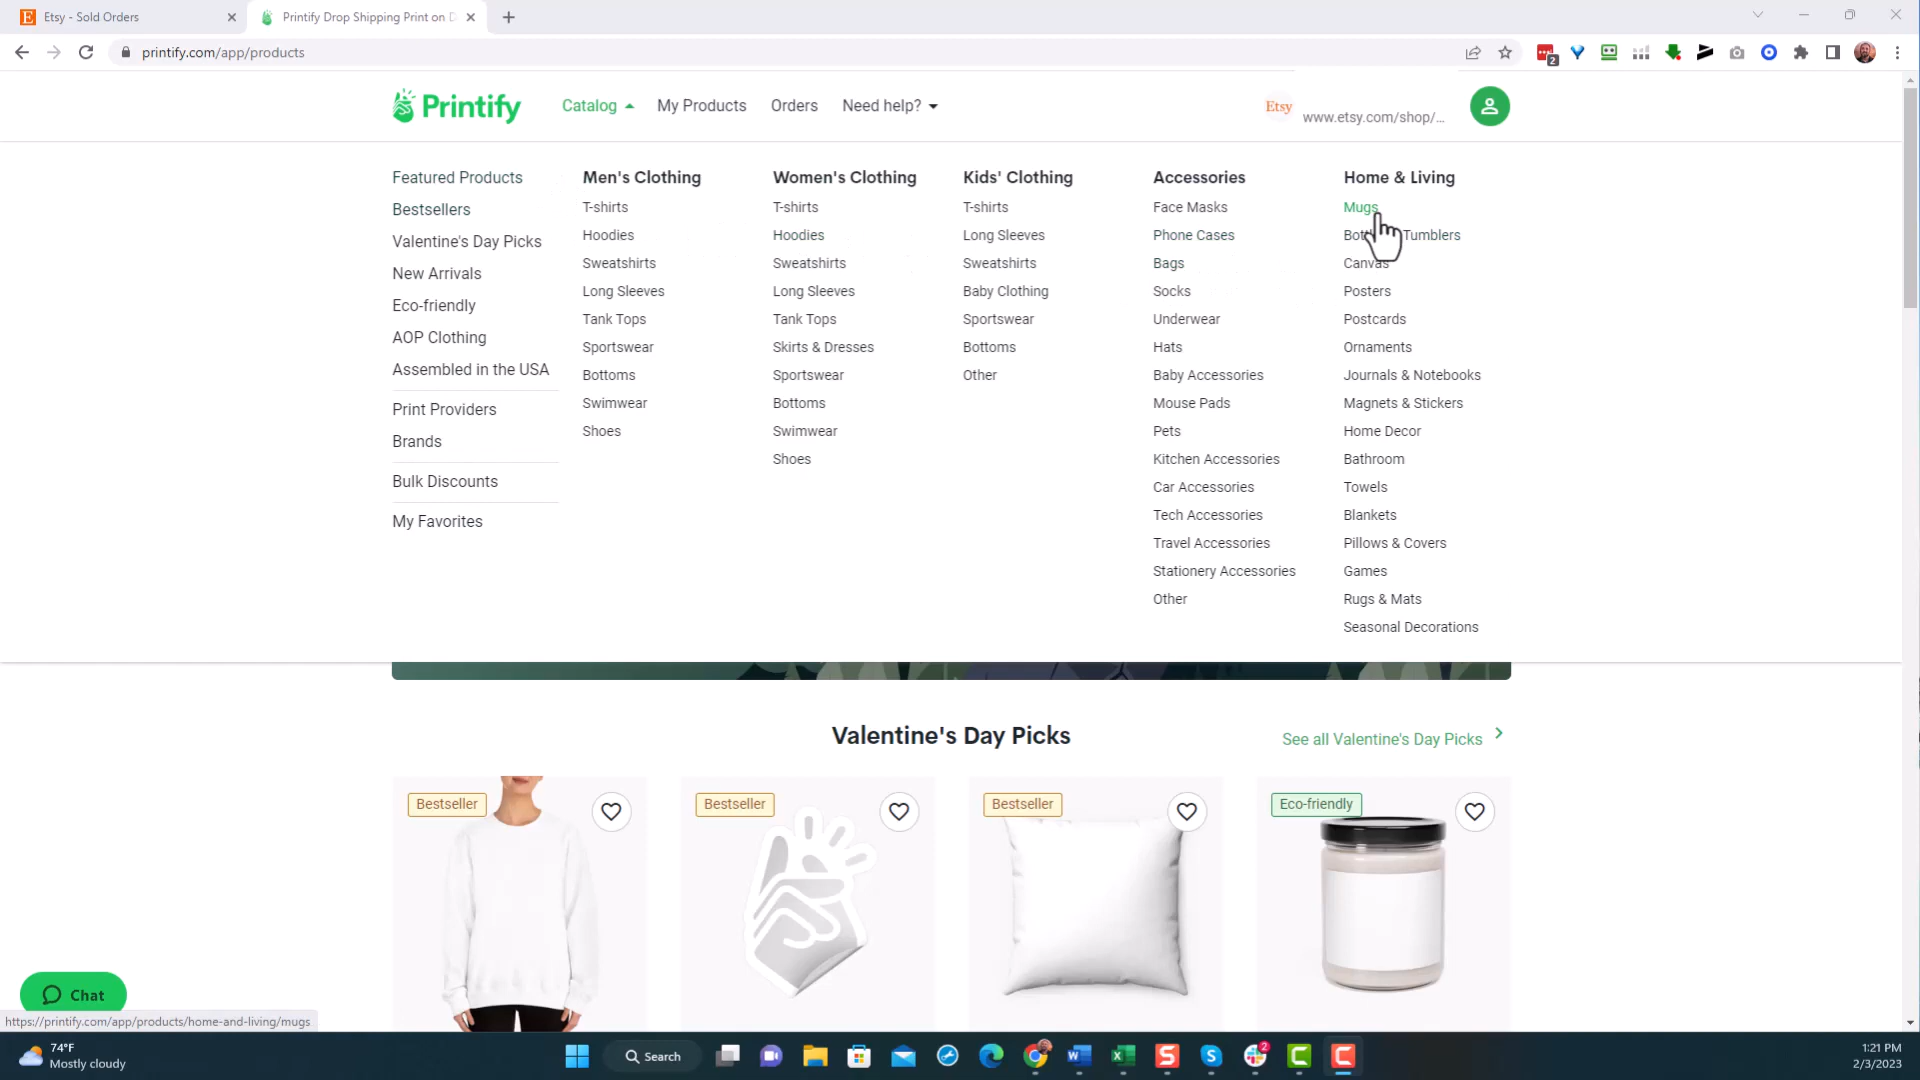 Etsy - Sold Orders
Printify Drop Shipping Print on D
printify.com/app/products
2
Printify
Catalog
My Products
Orders
Need help?
Etsy
www.etsy.com/shop/...
Featured Products
Bestsellers
Valentine's Day Picks
New Arrivals
Eco-friendly
AOP Clothing
Assembled in the USA
Print Providers
Brands
Bulk Discounts
My Favorites
Men's Clothing
T-shirts
Hoodies
Sweatshirts
Long Sleeves
Tank Tops
Sportswear
Bottoms
Swimwear
Shoes
Women's Clothing
T-shirts
Hoodies
Sweatshirts
Long Sleeves
Tank Tops
Skirts & Dresses
Sportswear
Bottoms
Swimwear
Shoes
Kids' Clothing
T-shirts
Long Sleeves
Sweatshirts
Baby Clothing
Sportswear
Bottoms
Other
Accessories
Face Masks
Phone Cases
Bags
Socks
Underwear
Hats
Baby Accessories
Mouse Pads
Pets
Kitchen Accessories
Car Accessories
Tech Accessories
Travel Accessories
Stationery Accessories
Other
Home & Living
Mugs
Tumblers
Canvas
Posters
Postcards
Ornaments
Journals & Notebooks
Magnets & Stickers
Home Decor
Bathroom
Towels
Blankets
Pillows & Covers
Games
Rugs & Mats
Seasonal Decorations
Valentine's Day Picks
See all Valentine's Day Picks
Bestseller
Bestseller
Bestseller
Eco-friendly
Chat
https://printify.com/app/products/home-and-living/mugs
74°F
Mostly cloudy
Search
2
1:21 PM
2/3/2023